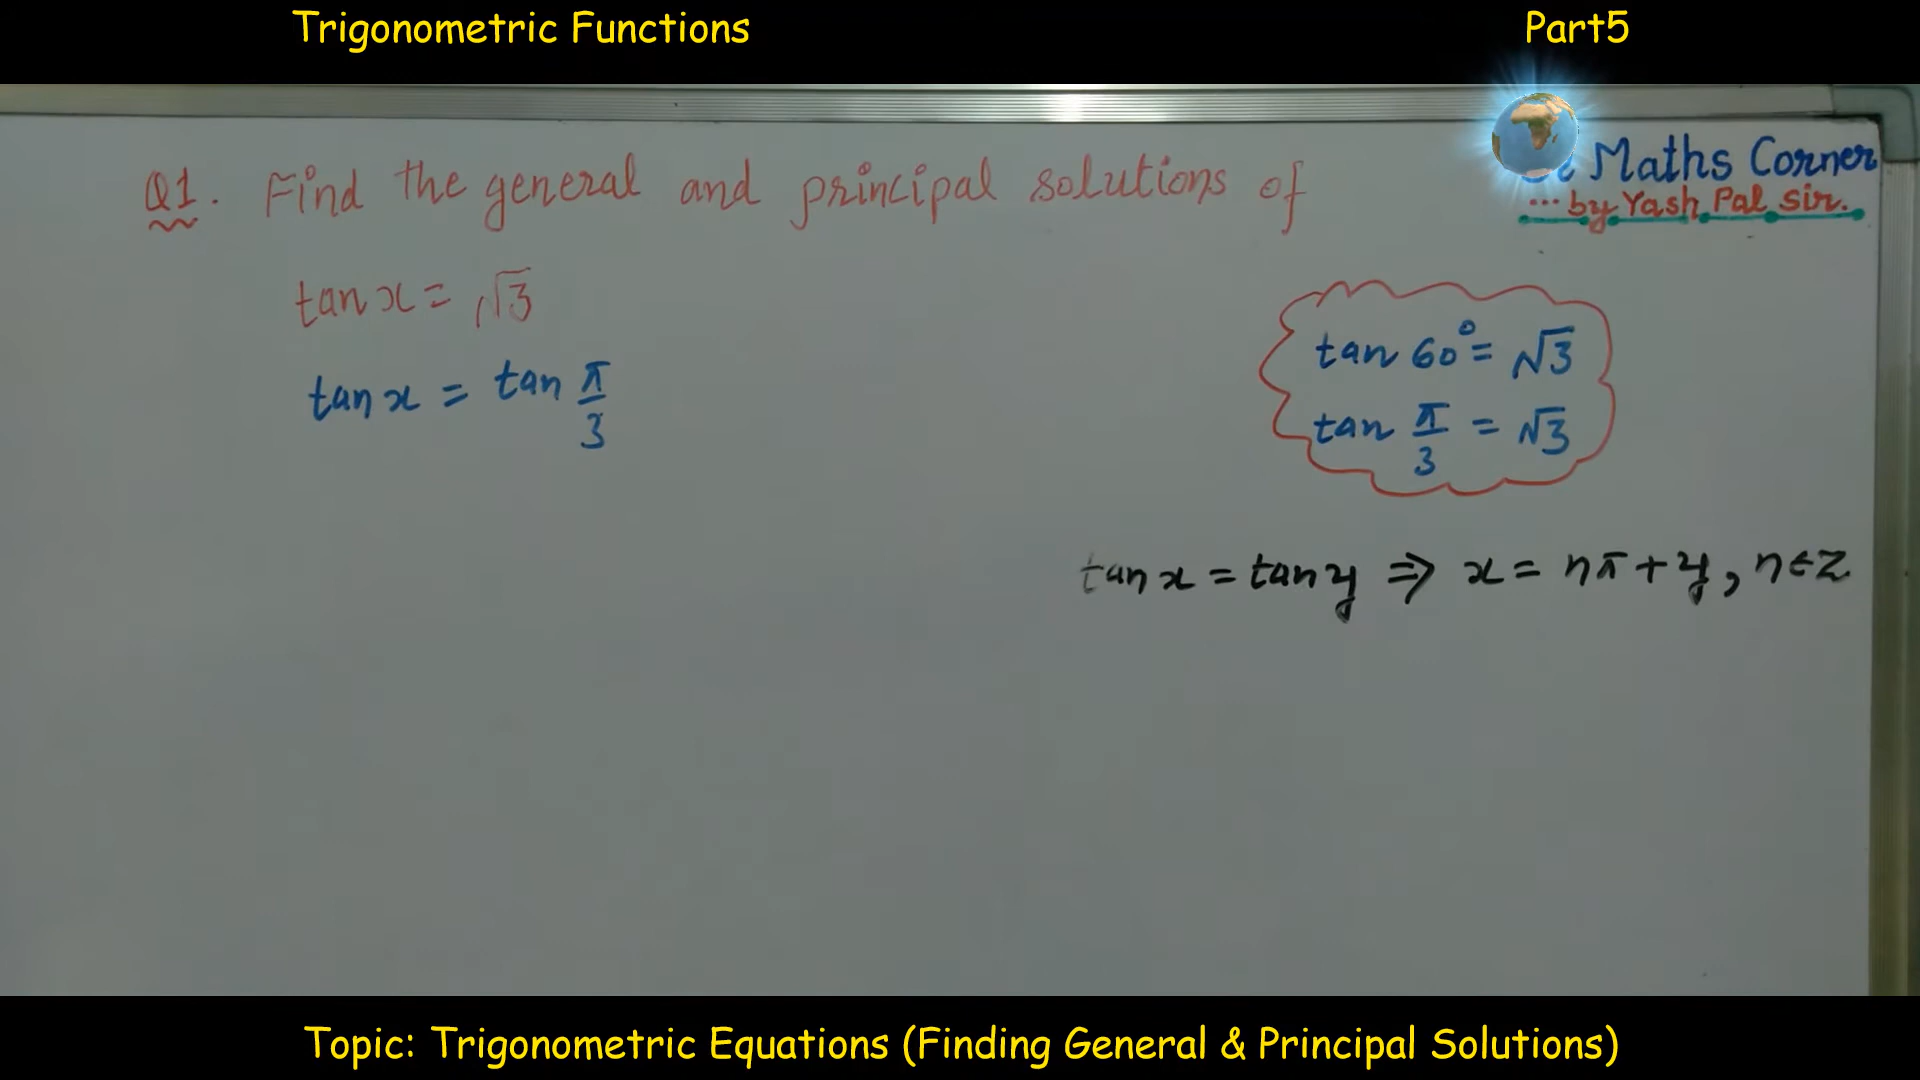 Trigonometric Functions Part5
Maths Corner
... by Yash Pal Sir.
Q1. Find the general and principal solutions of
tan x = √3
tan x = tan π/3
tan 60° = √3
tan π/3 = √3
tan x = tan y ⇒ x = nπ + y, n ∈ Z
Topic: Trigonometric Equations (Finding General & Principal Solutions)